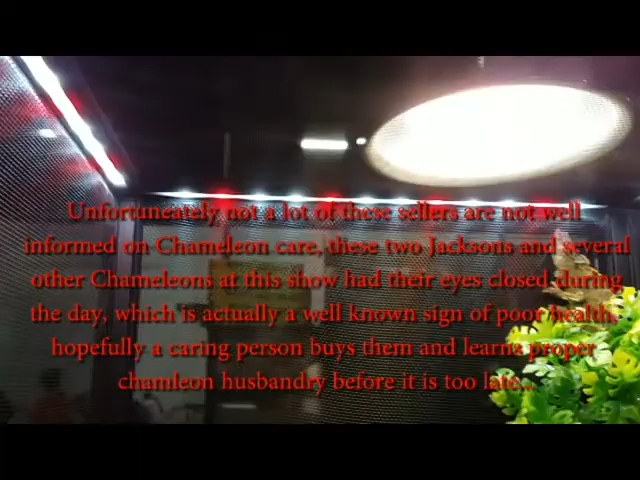 Unfortuneately not a lot of these sellers are not well
informed on Chameleon care, these two Jacksons and several
other Chameleons at this show had their eyes closed during
the day, which is actually a well known sign of poor health,
hopefully a caring person buys them and learns proper
chamleon husbandry before it is too late...